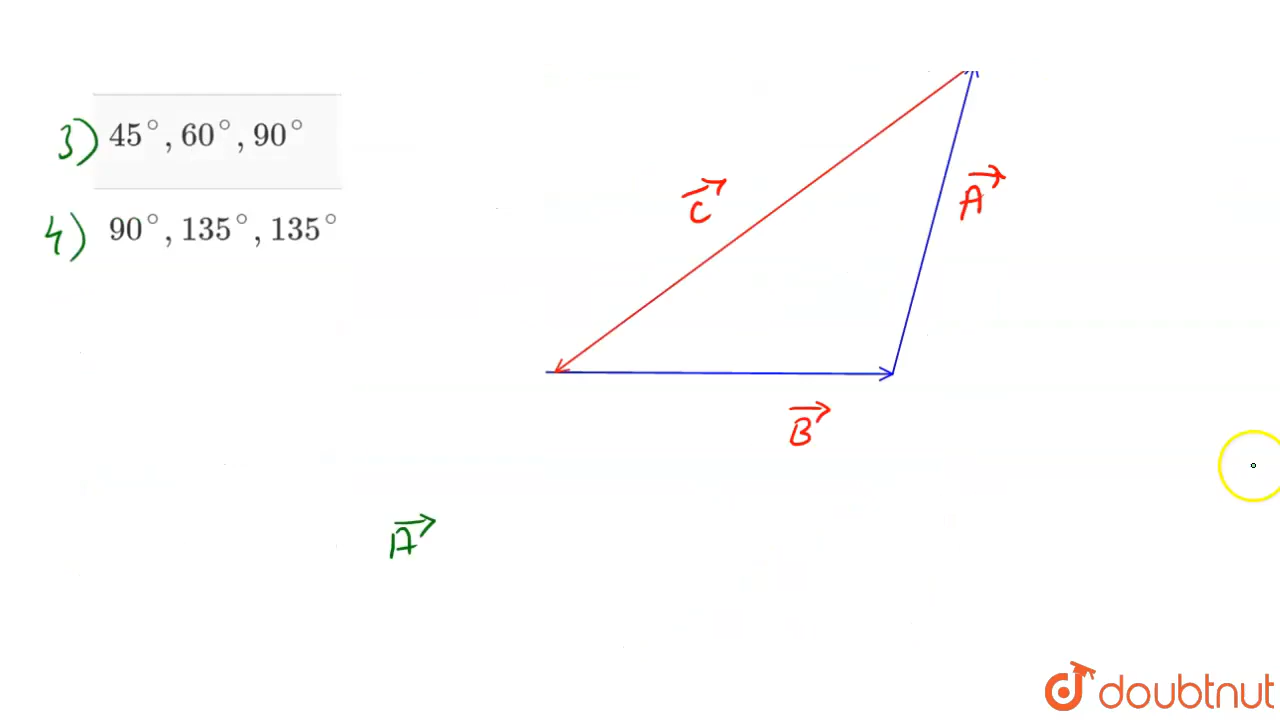 3) 45°, 60°, 90°
4) 90°, 135°, 135°
C→
A→
B→
A→
doubtnut